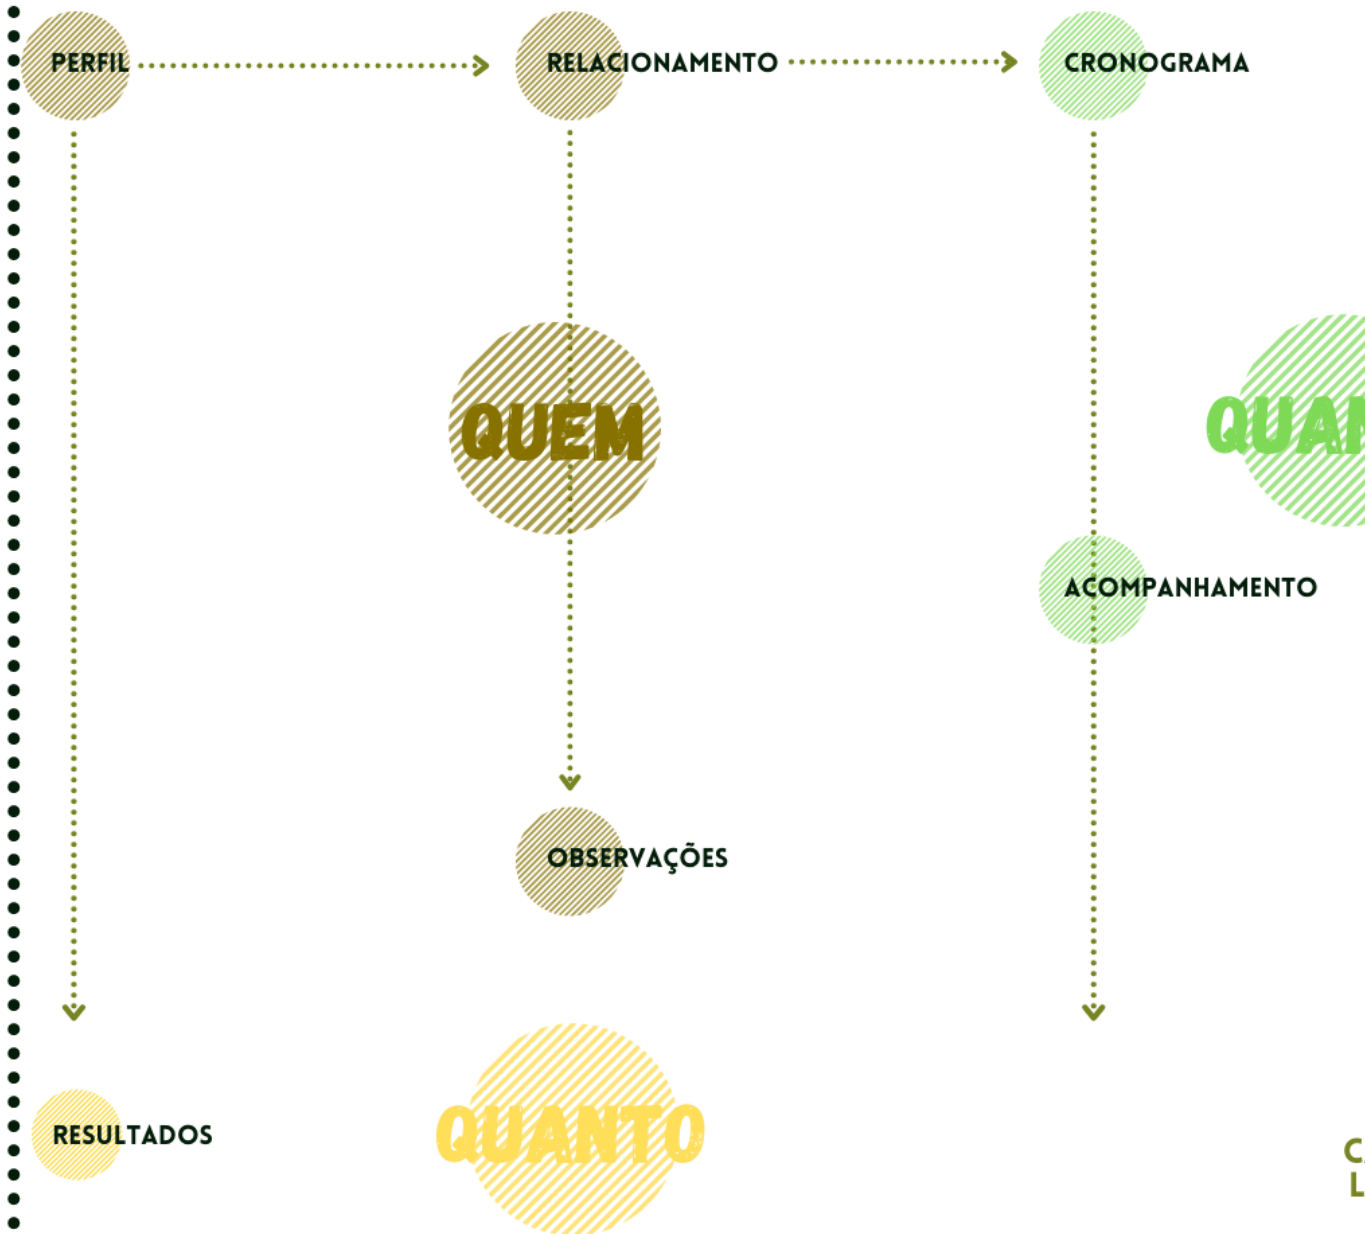 PERFIL
RELACIONAMENTO
CRONOGRAMA
QUEM
ACOMPANHAMENTO
OBSERVAÇÕES
RESULTADOS
QUANTO